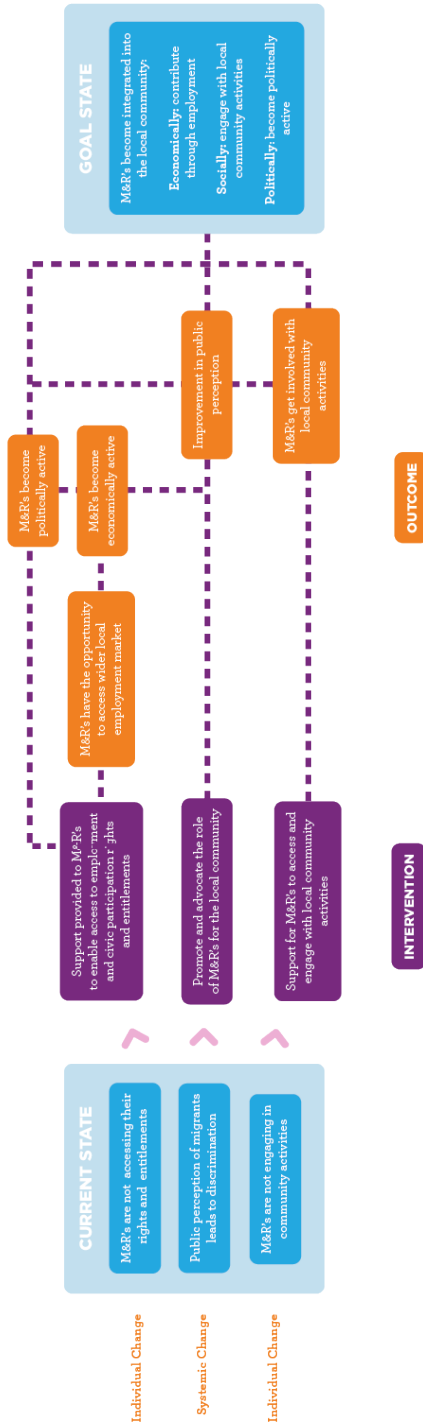 Individual Change
Systemic Change
Individual Change
CURRENT STATE
M&R's are not accessing their
rights and entitlements
Public perception of migrants
leads to discrimination
M&R's are not engaging in
community activities
Support provided to M&R's
to enable access to employment
and civic participation rights
and entitlements
Promote and advocate the role
of M&R's for the local community
Support for M&R's to access and
engage with local community
activities
INTERVENTION
M&R's have the opportunity
to access wider local
employment market
M&R's become
politically active
M&R's become
economically active
Improvement in public
perception
M&R's get involved with
local community
activities
OUTCOME
GOAL STATE
M&R's become integrated into
the local community:
Economically: contribute
through employment
Socially: engage with local
community activities
Politically: become politically
active